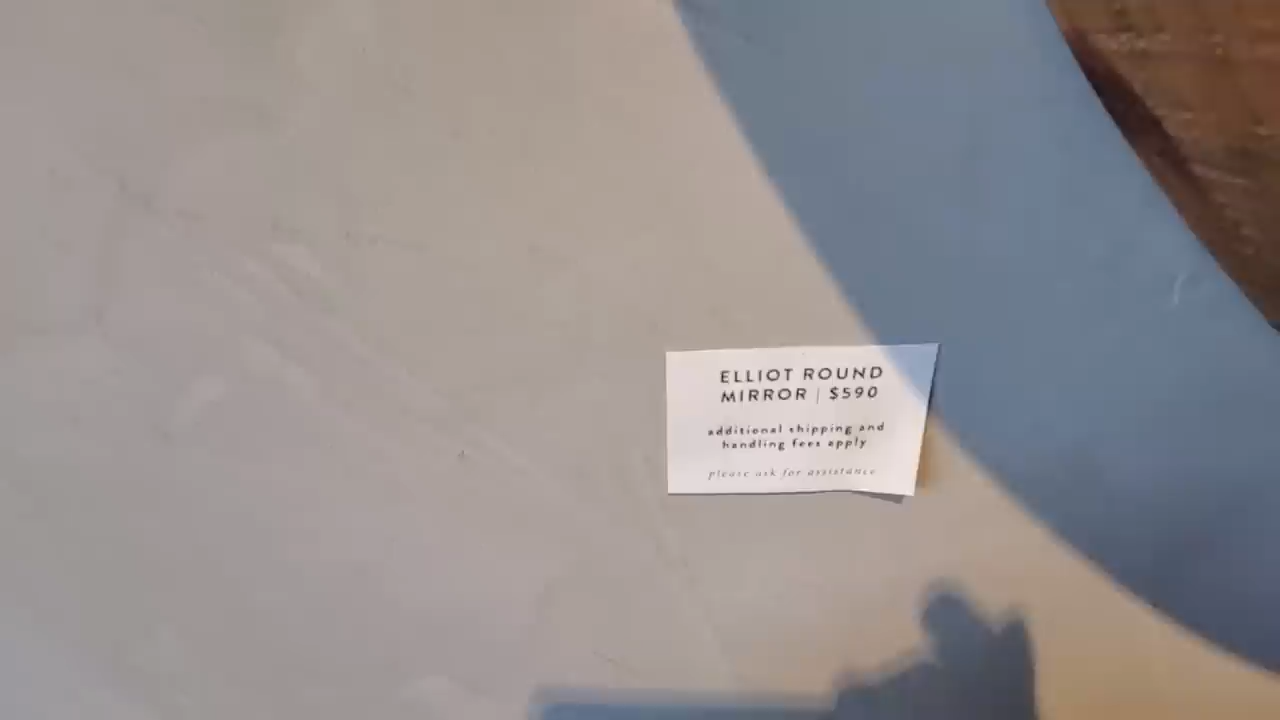 ELLIOT ROUND
MIRROR | $590
additional shipping and
handling fees apply
please ask for assistance